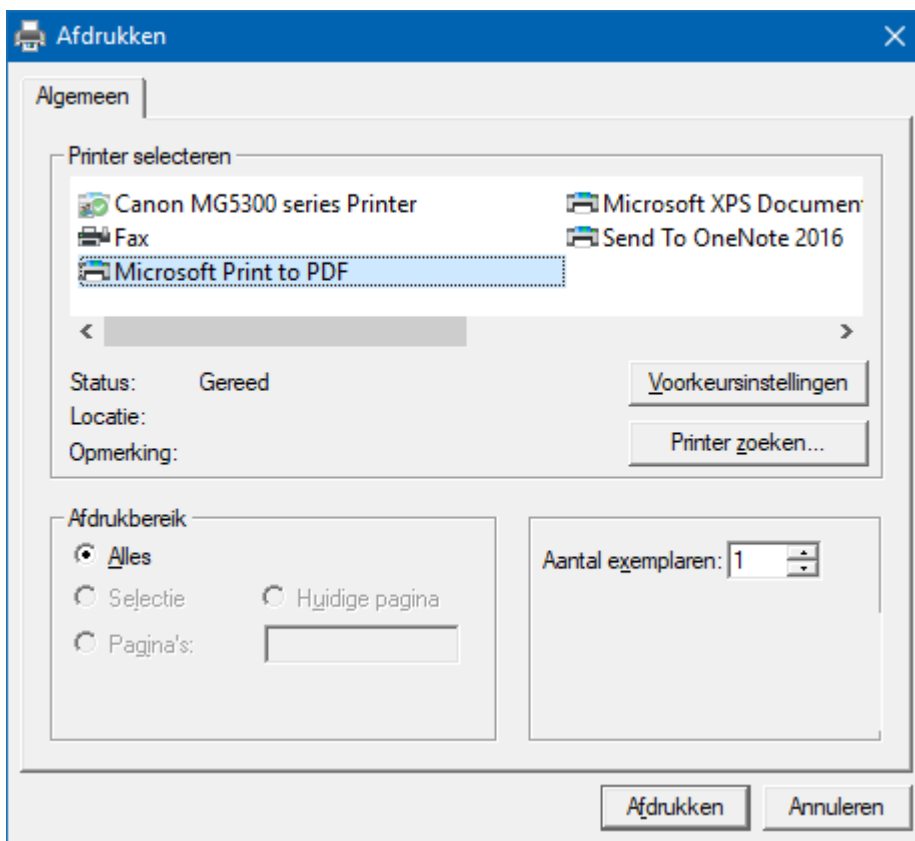 Afdrukken
Algemeen
Printer selecteren
Canon MG5300 series Printer
Fax
Microsoft Print to PDF
Microsoft XPS Documen
Send To OneNote 2016
Status: Gereed
Locatie:
Opmerking:
Voorkeursinstellingen
Printer zoeken...
Afdrukbereik
Alles
Selectie
Huidige pagina
Pagina's:
Aantal exemplaren: 1
Afdrukken
Annuleren